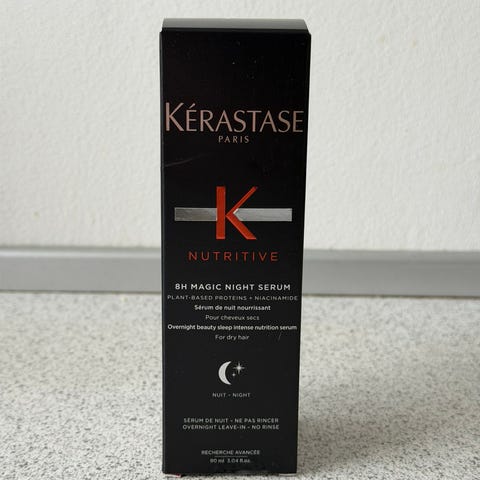 KÉRASTASE
PARIS
K
NUTRITIVE
8H MAGIC NIGHT SERUM
PLANT-BASED PROTEINS + NIACINAMIDE
Sérum de nuit nourrissant
Pour cheveux secs
Overnight beauty sleep intense nutrition serum
For dry hair
NUIT - NIGHT
SÉRUM DE NUIT - NE PAS RINCER
OVERNIGHT LEAVE-IN - NO RINSE
RECHERCHE AVANCÉE
90 ml 3.04 fl.oz.